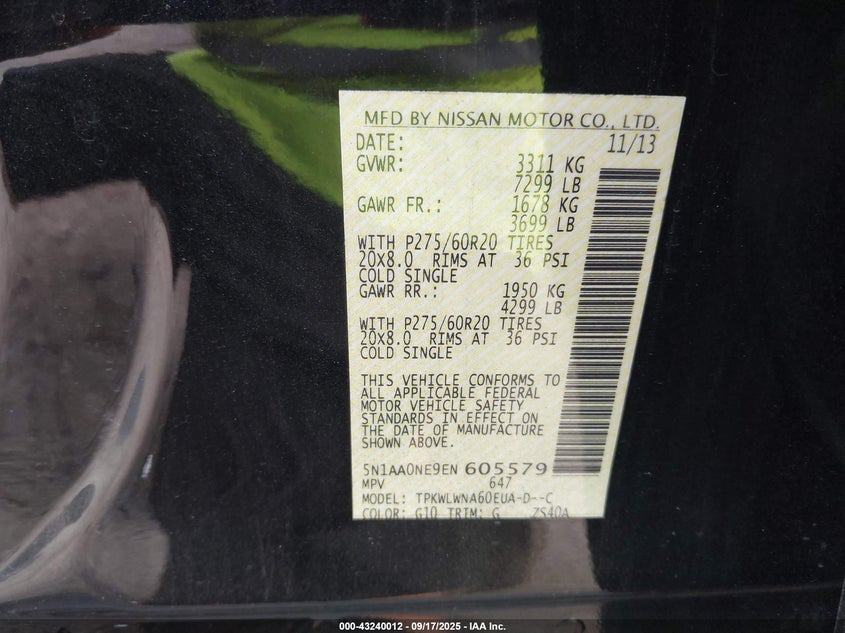 MFD BY NISSAN MOTOR CO., LTD.
DATE: 11/13
GVWR: 3311 KG
7299 LB
GAWR FR.: 1678 KG
3699 LB
WITH P275/60R20 TIRES
20X8.0 RIMS AT 36 PSI
COLD SINGLE
GAWR RR.: 1950 KG
4299 LB
WITH P275/60R20 TIRES
20X8.0 RIMS AT 36 PSI
COLD SINGLE
THIS VEHICLE CONFORMS TO
ALL APPLICABLE FEDERAL
MOTOR VEHICLE SAFETY
STANDARDS IN EFFECT ON
THE DATE OF MANUFACTURE
SHOWN ABOVE.
5N1AA0NE9EN 605579
MPV 647
MODEL: TPKWLWNA60EUA-D--C
COLOR: G10 TRIM: G ZS40A
000-43240012 - 09/17/2025 - IAA Inc.